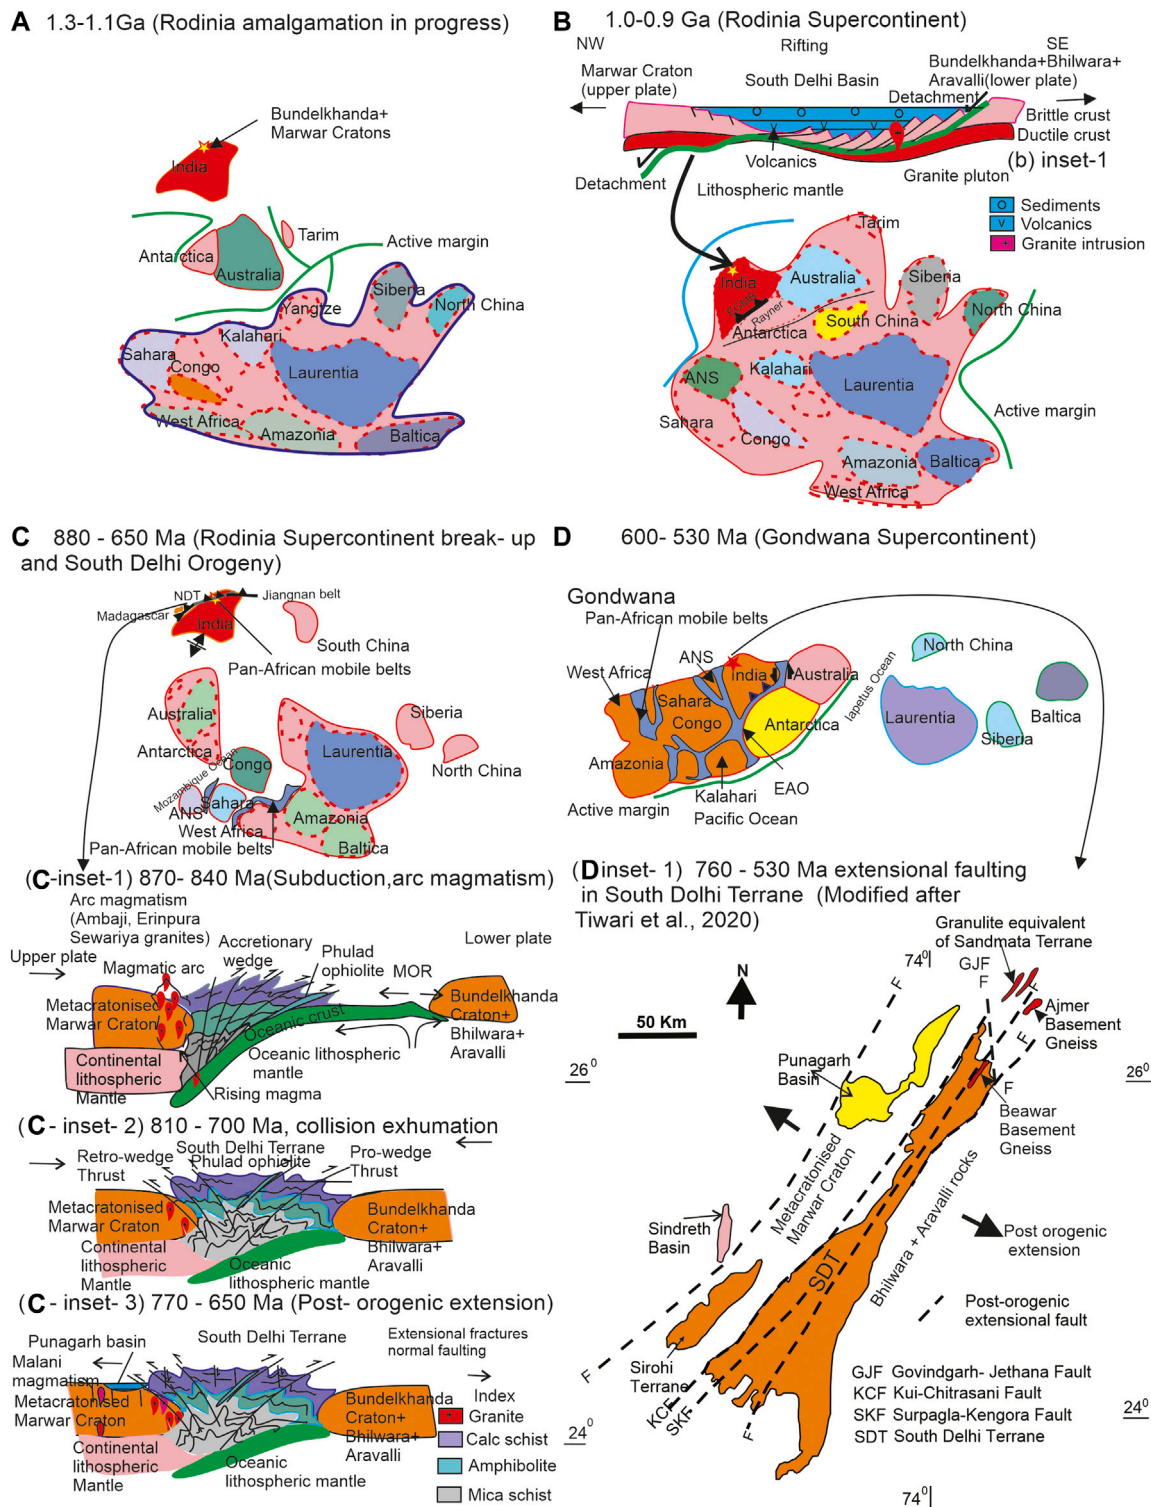 A 1.3-1.1Ga (Rodinia amalgamation in progress)
Bundelkhanda+
Marwar Cratons
India
Antarctica
Australia
Tarim
Active margin
Siberia
North China
Yangtze
Kalahari
Sahara
Congo
Laurentia
West Africa
Amazonia
Baltica
B 1.0-0.9 Ga (Rodinia Supercontinent)
NW
Rifting
SE
Marwar Craton
(upper plate)
South Delhi Basin
Bundelkhanda+Bhilwara+
Aravalli(lower plate)
Detachment
Brittle crust
Ductile crust
(b) inset-1
Volcanics
Granite pluton
Detachment
Lithospheric mantle
O Sediments
V Volcanics
+ Granite intrusion
Tarim
India
Australia
Siberia
North China
Rayner
Antarctica
South China
ANS
Kalahari
Laurentia
Sahara
Congo
Active margin
Amazonia
Baltica
West Africa
C 880 - 650 Ma (Rodinia Supercontinent break- up
and South Delhi Orogeny)
NDT
Jiangnan belt
Madagascar
India
South China
Pan-African mobile belts
Australia
Antarctica
Siberia
Laurentia
North China
Mozambique Ocean
Congo
Sahara
ANS
West Africa
Amazonia
Pan-African mobile belts
Baltica
D 600- 530 Ma (Gondwana Supercontinent)
Gondwana
Pan-African mobile belts
West Africa
ANS
India
Australia
Iapetus Ocean
North China
Sahara
Congo
Antarctica
Laurentia
Baltica
Siberia
Amazonia
EAO
Kalahari
Active margin
Pacific Ocean
(C-inset-1) 870- 840 Ma(Subduction,arc magmatism)
Arc magmatism
(Ambaji, Erinpura
Sewariya granites)
Upper plate
Accretionary
wedge
Lower plate
Magmatic arc
Phulad
ophiolite
MOR
Metacratonised
Marwar Craton
Bundelkhanda
Craton+
Bhilwara+
Aravalli
Oceanic crust
Continental
lithospheric
Mantle
Oceanic lithospheric
mantle
Rising magma
(C- inset- 2) 810 - 700 Ma, collision exhumation
Retro-wedge
Thrust
South Delhi Terrane
Phulad ophiolite
Pro-wedge
Thrust
Metacratonised
Marwar Craton
Bundelkhanda
Craton+
Bhilwara+
Aravalli
Continental
lithospheric
Mantle
Oceanic
lithospheric mantle
(C- inset- 3) 770 - 650 Ma (Post- orogenic extension)
Punagarh basin
South Delhi Terrane
Extensional fractures
normal faulting
Malani
magmatism
Metacratonised
Marwar Craton
Bundelkhanda
Craton+
Bhilwara+
Aravalli
Continental
lithospheric
Mantle
Oceanic
lithospheric mantle
Index
Granite
Calc schist
Amphibolite
Mica schist
(D inset- 1) 760 - 530 Ma extensional faulting
in South Dolhi Terrane (Modified after
Tiwari et al., 2020)
Granulite equivalent
of Sandmata Terrane
74⁰
GJF
F
F
F
N
50 Km
Ajmer
Basement
Gneiss
F
Punagarh
Basin
26⁰
26⁰
F
Beawar
Basement
Gneiss
Metacratonised
Marwar Craton
Bhilwara + Aravalli rocks
Sindreth
Basin
Post orogenic
extension
SDT
Post-orogenic
extensional fault
Sirohi
Terrane
F
KCF
SKF
F
GJF Govindgarh- Jethana Fault
KCF Kui-Chitrasani Fault
SKF Surpagla-Kengora Fault
SDT South Delhi Terrane
24⁰
24⁰
74⁰